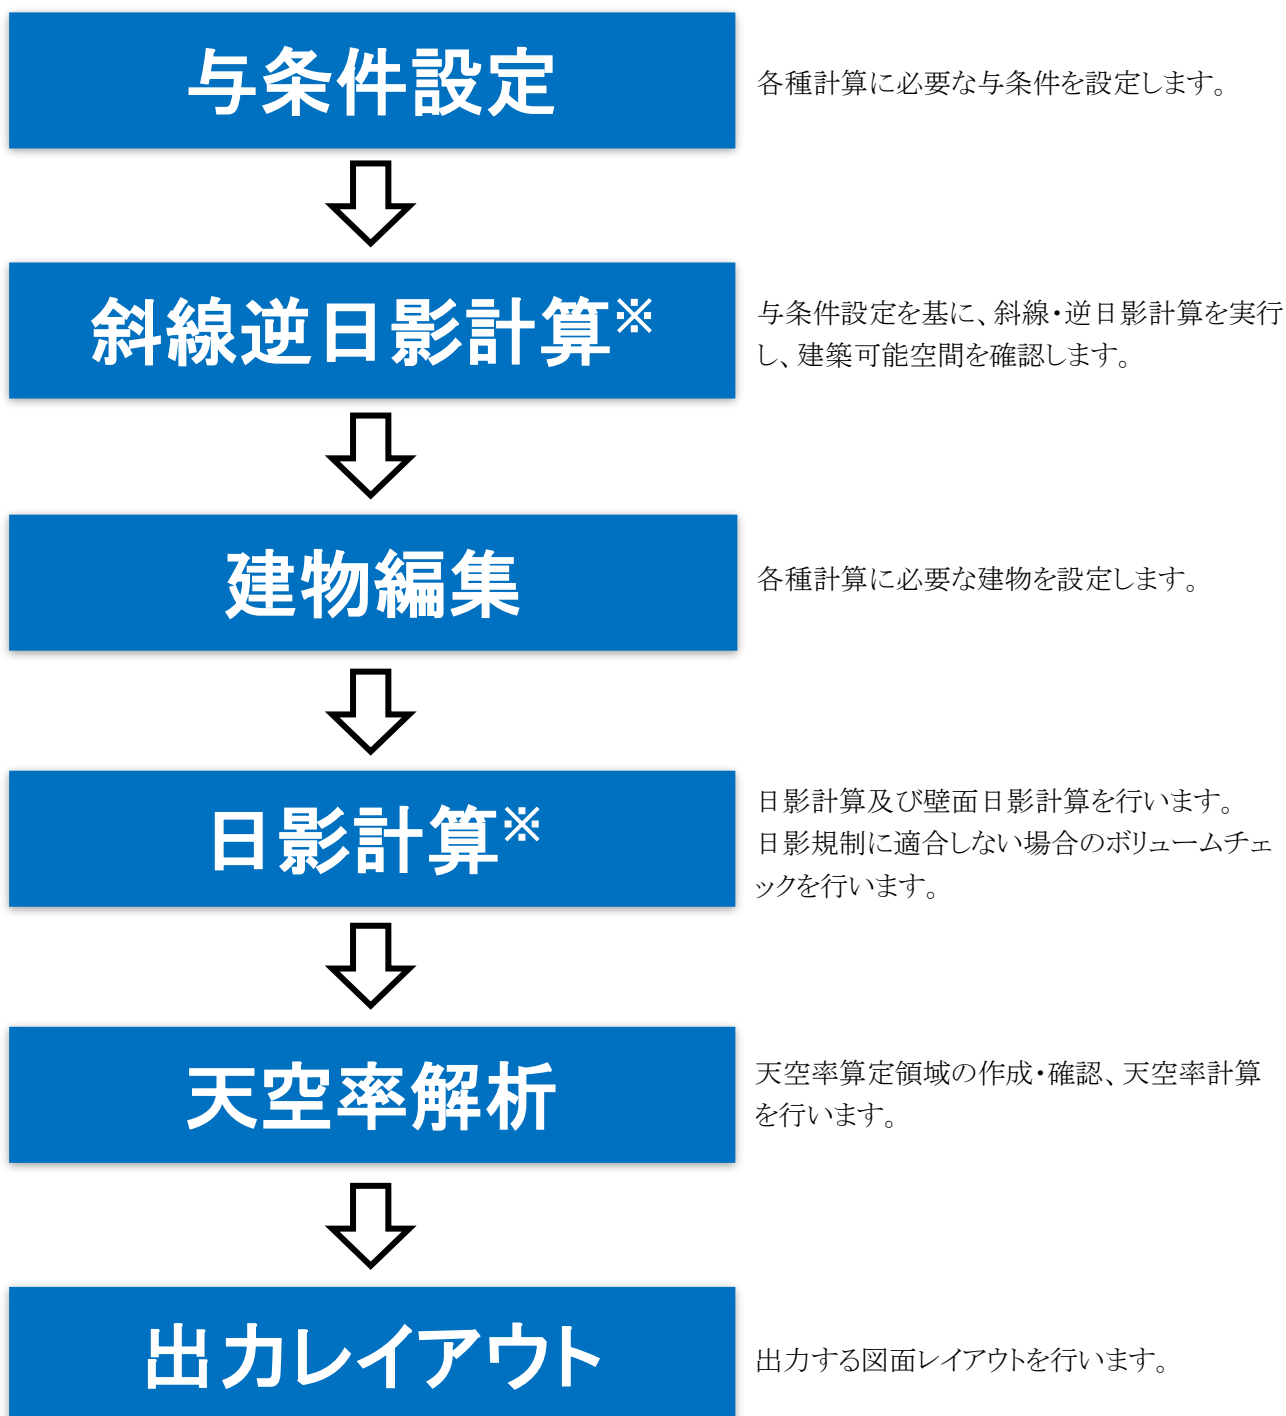 与条件設定
各種計算に必要な与条件を設定します。
斜線逆日影計算※
与条件設定を基に、斜線・逆日影計算を実行
し、建築可能空間を確認します。
建物編集
各種計算に必要な建物を設定します。
日影計算※
日影計算及び壁面日影計算を行います。
日影規制に適合しない場合のボリュームチェ
ックを行います。
天空率解析
天空率算定領域の作成・確認、天空率計算
を行います。
出力レイアウト
出力する図面レイアウトを行います。